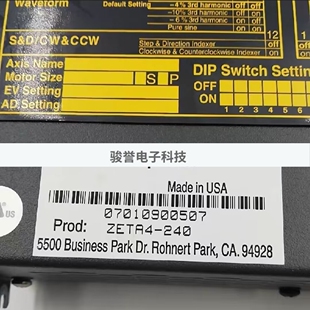 waveform
Default Setting
-4% 3rd harmonic off off
-10% 3rd harmonic off on
-6% 3rd harmonic on off
Pure sine on on
S&D/CW&CCW 12
Step & Direction Indexer off
Clockwise & Counterclockwise Indexer on
Axis Name
Motor Size S P
EV Setting
AD Setting
DIP Switch Settin
OFF
ON
1 2 3 4 5 6
骏誉电子科技
US
Made in USA
07010900507
Prod: ZETA4-240
5500 Business Park Dr. Rohnert Park, CA. 94928